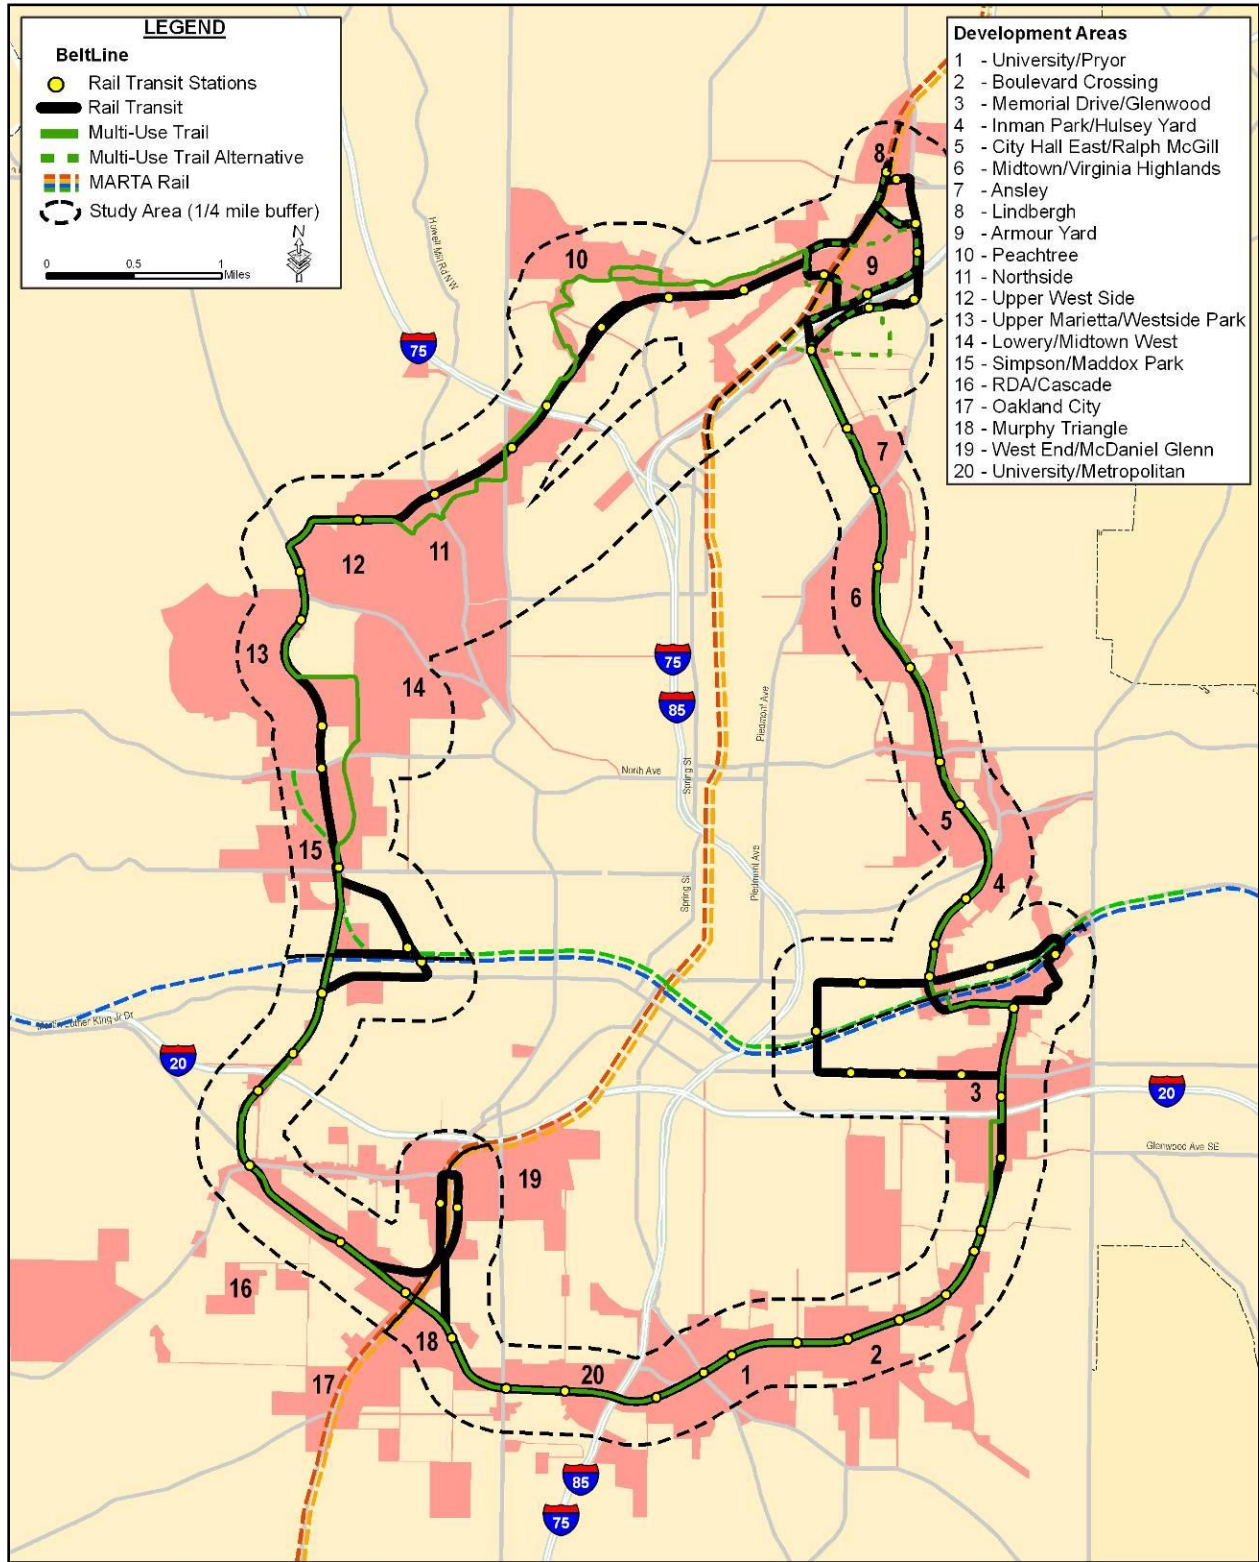 LEGEND
BeltLine
Rail Transit Stations
Rail Transit
Multi-Use Trail
Multi-Use Trail Alternative
MARTA Rail
Study Area (1/4 mile buffer)
N
0 0.5 1
Miles
Development Areas
1 - University/Pryor
2 - Boulevard Crossing
3 - Memorial Drive/Glenwood
4 - Inman Park/Hulsey Yard
5 - City Hall East/Ralph McGill
6 - Midtown/Virginia Highlands
7 - Ansley
8 - Lindbergh
9 - Armour Yard
10 - Peachtree
11 - Northside
12 - Upper West Side
13 - Upper Marietta/Westside Park
14 - Lowery/Midtown West
15 - Simpson/Maddox Park
16 - RDA/Cascade
17 - Oakland City
18 - Murphy Triangle
19 - West End/McDaniel Glenn
20 - University/Metropolitan
8
Howell Mill Rd NW
10
9
75
7
11
12
6
13
75
14
85
Piedmont Ave
North Ave
Spring St
5
15
4
Spring St
Piedmont Ave
Martin Luther King Jr Dr
20
3
20
Glenwood Ave SE
19
16
18
2
20
1
17
85
75